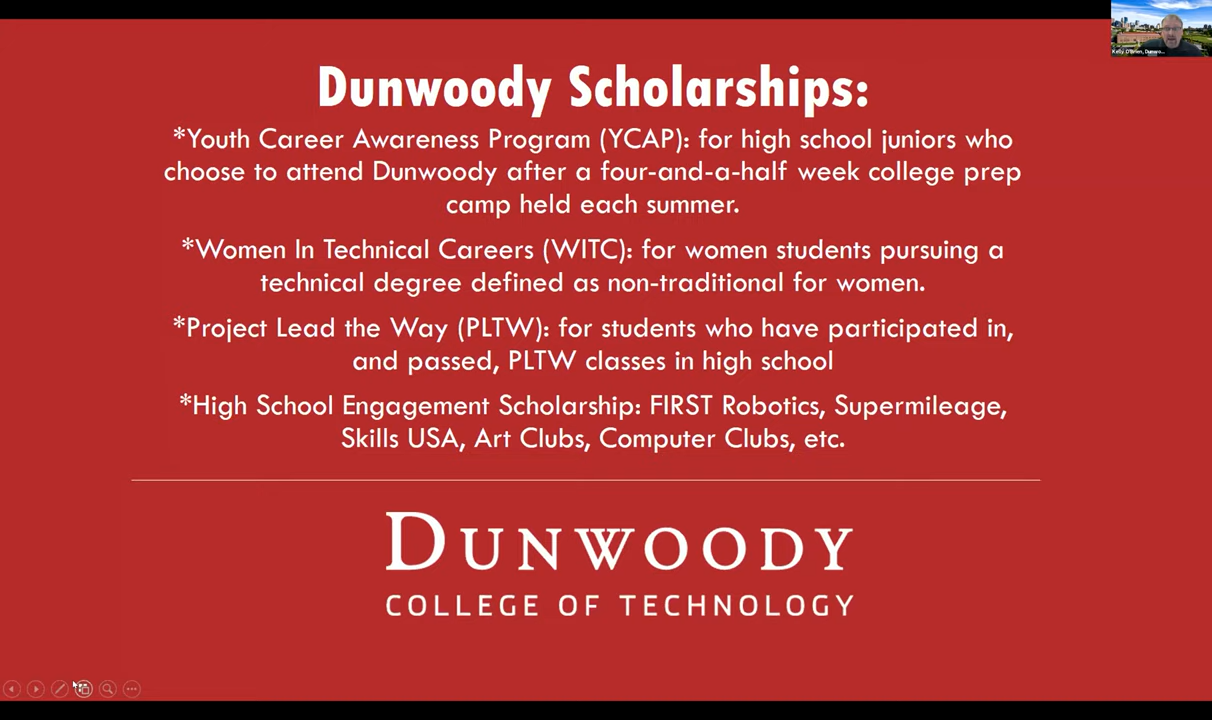 Kelly O'Brien, Dunwo...
Dunwoody Scholarships:
*Youth Career Awareness Program (YCAP): for high school juniors who
choose to attend Dunwoody after a four-and-a-half week college prep
camp held each summer.
*Women In Technical Careers (WITC): for women students pursuing a
technical degree defined as non-traditional for women.
*Project Lead the Way (PLTW): for students who have participated in,
and passed, PLTW classes in high school
*High School Engagement Scholarship: FIRST Robotics, Supermileage,
Skills USA, Art Clubs, Computer Clubs, etc.
DUNWOODY
COLLEGE OF TECHNOLOGY